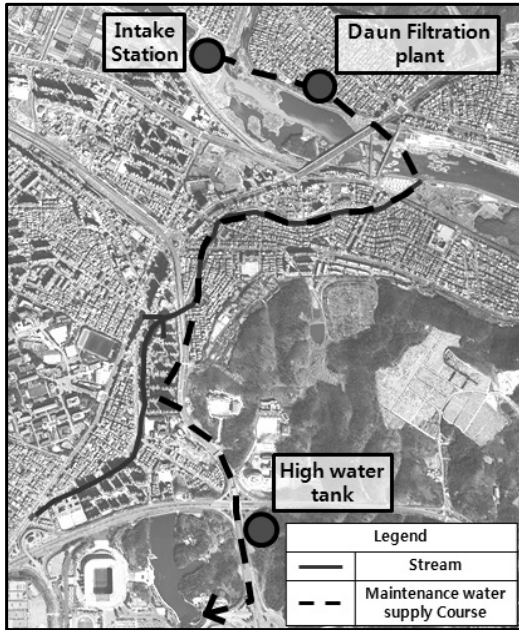 Intake
Station
Daun Filtration
plant
High water
tank
Legend
Stream
Maintenance water
supply Course